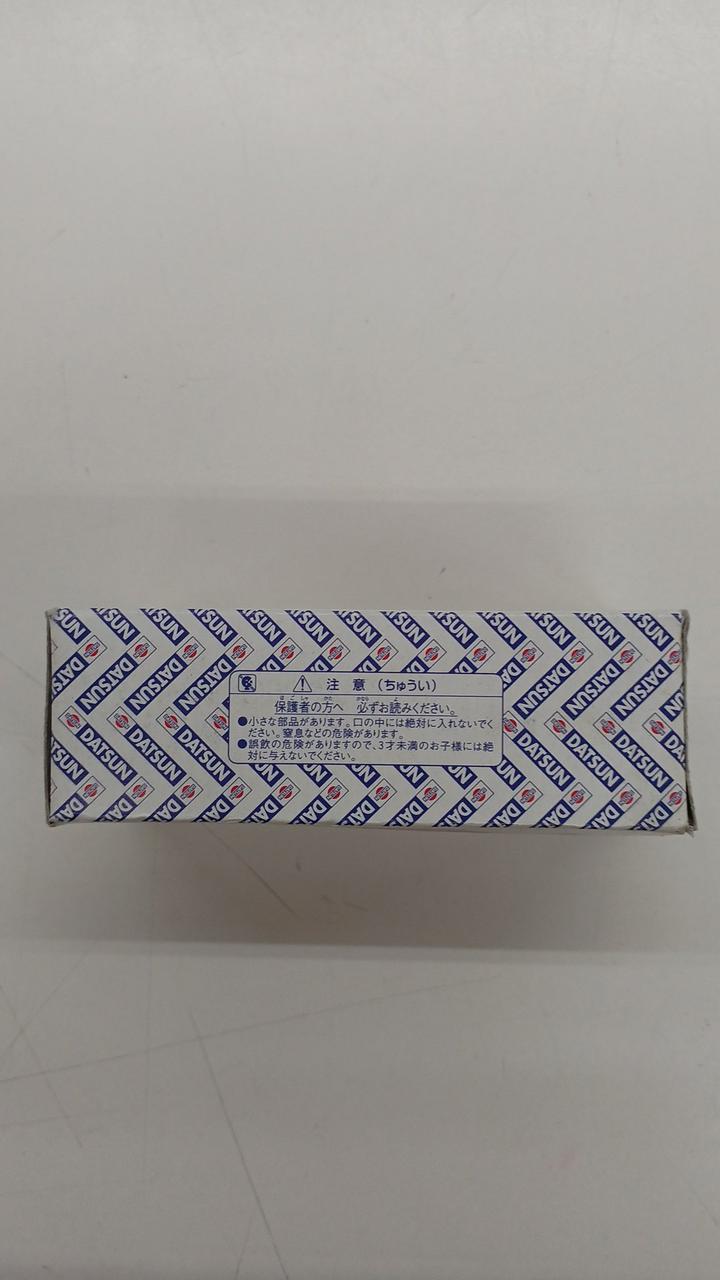 注 意 (ちゅうい)
保護者の方へ 必ずお読みください。
●小さな部品があります。口の中には絶対に入れないでく
ださい。窒息などの危険があります。
●誤飲の危険がありますので、3才未満のお子様には絶
対に与えないでください。
DATSUN DATSUN DATSUN DATSUN DATSUN DATSUN